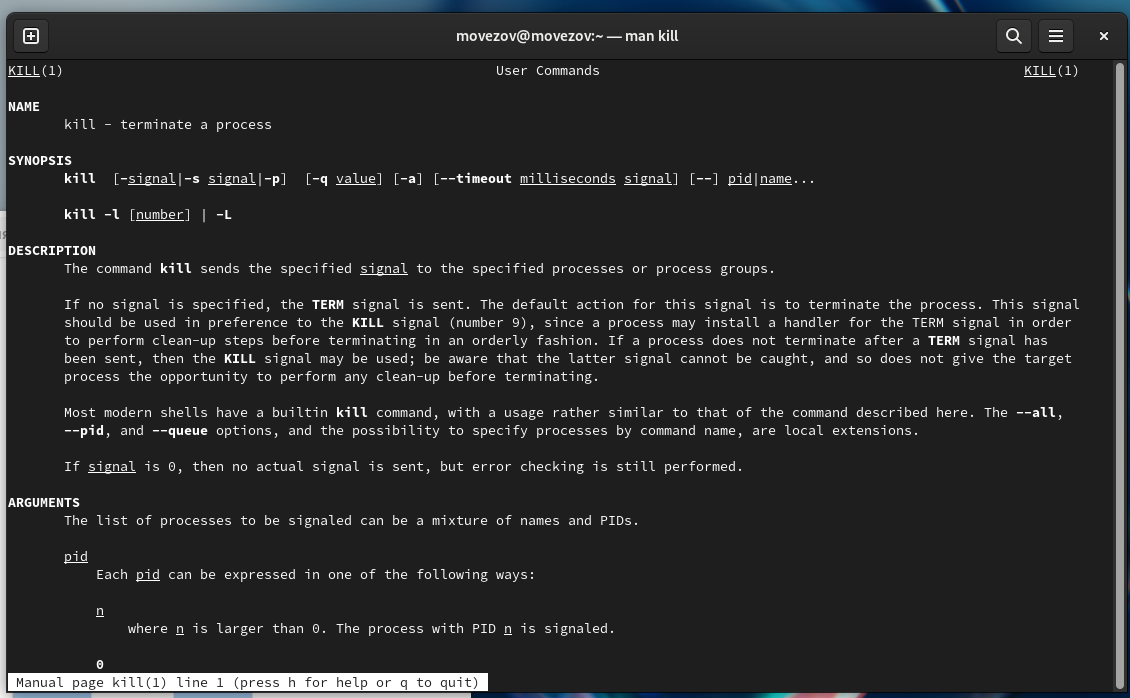 movezov@movezov:~ — man kill
KILL(1) User Commands KILL(1)
NAME
kill - terminate a process
SYNOPSIS
kill [-signal|-s signal|-p] [-q value] [-a] [--timeout milliseconds signal] [--] pid|name...
kill -l [number] | -L
DESCRIPTION
The command kill sends the specified signal to the specified processes or process groups.
If no signal is specified, the TERM signal is sent. The default action for this signal is to terminate the process. This signal
should be used in preference to the KILL signal (number 9), since a process may install a handler for the TERM signal in order
to perform clean-up steps before terminating in an orderly fashion. If a process does not terminate after a TERM signal has
been sent, then the KILL signal may be used; be aware that the latter signal cannot be caught, and so does not give the target
process the opportunity to perform any clean-up before terminating.
Most modern shells have a builtin kill command, with a usage rather similar to that of the command described here. The --all,
--pid, and --queue options, and the possibility to specify processes by command name, are local extensions.
If signal is 0, then no actual signal is sent, but error checking is still performed.
ARGUMENTS
The list of processes to be signaled can be a mixture of names and PIDs.
pid
Each pid can be expressed in one of the following ways:
n
where n is larger than 0. The process with PID n is signaled.
0
Manual page kill(1) line 1 (press h for help or q to quit)